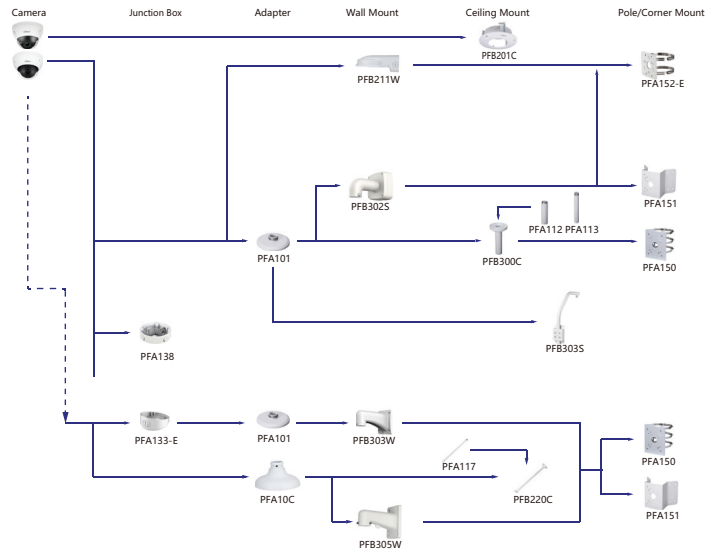 Camera Junction Box Adapter Wall Mount Ceiling Mount Pole/Corner Mount
PFB201C
PFB211W
PFA152-E
PFB302S
PFA151
PFA112 PFA113
PFA101
PFB300C
PFA150
PFA138
PFB303S
PFA133-E
PFA101
PFB303W
PFA117
PFA150
PFA10C
PFB220C
PFA151
PFB305W